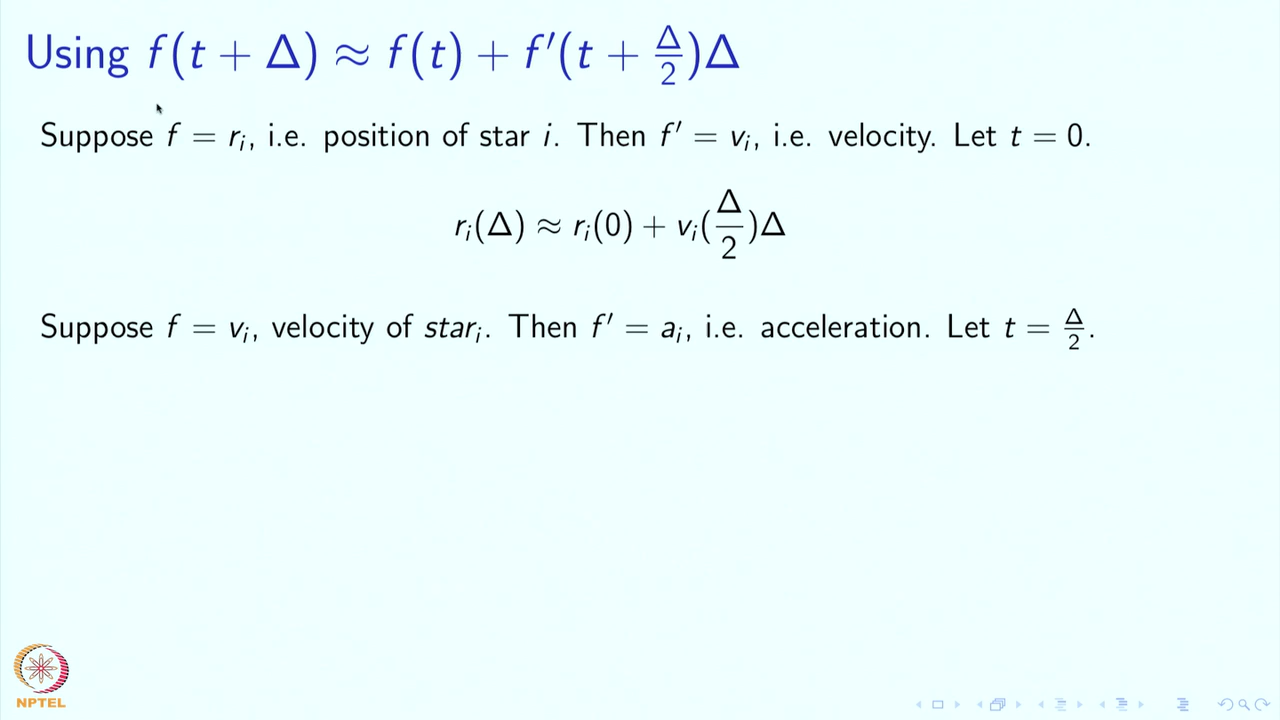 Using f(t + Δ) ≈ f(t) + f′(t + Δ/2)Δ
Suppose f = rᵢ, i.e. position of star i. Then f′ = vᵢ, i.e. velocity. Let t = 0.
rᵢ(Δ) ≈ rᵢ(0) + vᵢ(Δ/2)Δ
Suppose f = vᵢ, velocity of starᵢ. Then f′ = aᵢ, i.e. acceleration. Let t = Δ/2.
NPTEL